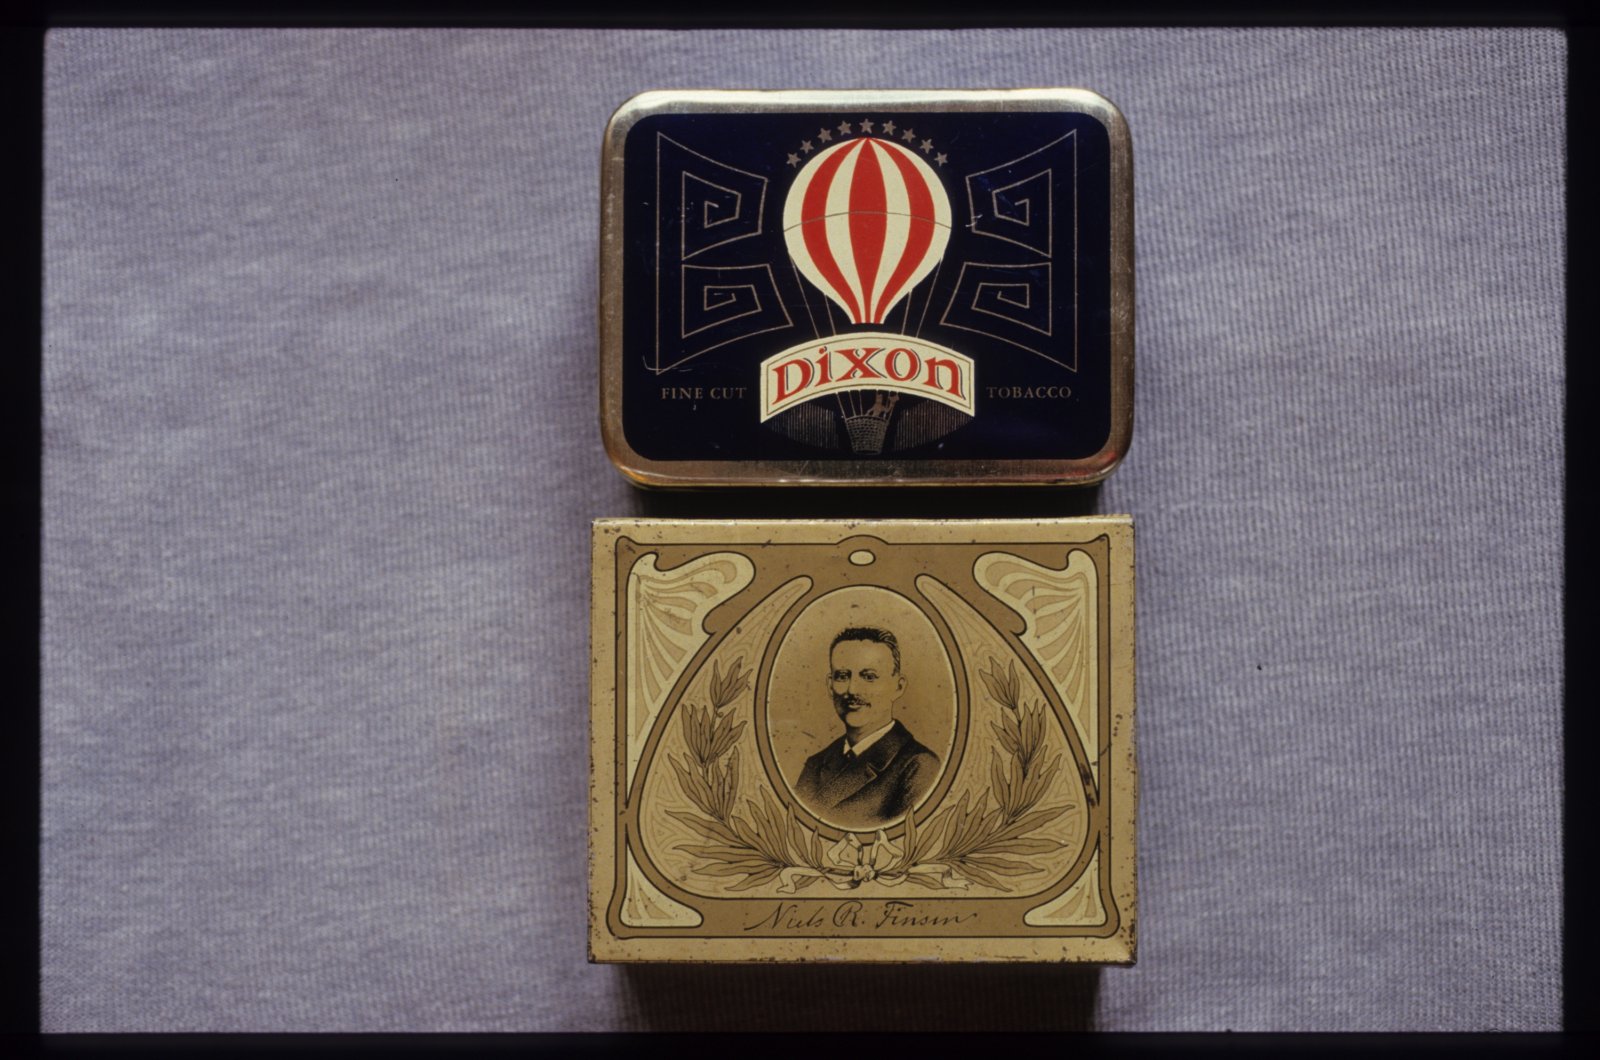 Dixon
FINE CUT TOBACCO
Niels R. Finsen